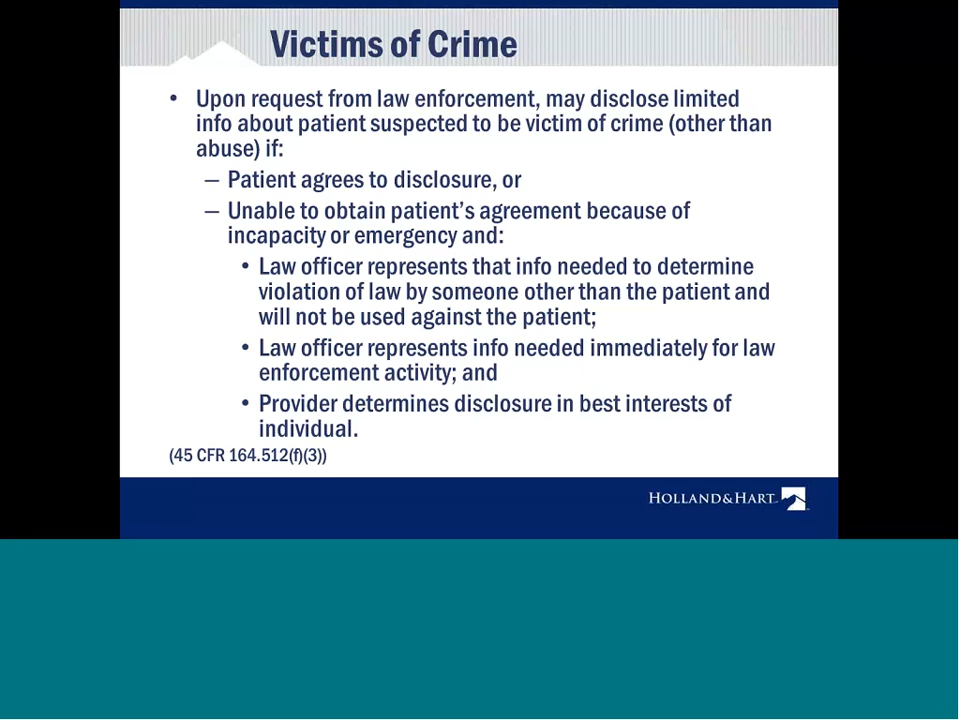 Victims of Crime
• Upon request from law enforcement, may disclose limited
info about patient suspected to be victim of crime (other than
abuse) if:
– Patient agrees to disclosure, or
– Unable to obtain patient's agreement because of
incapacity or emergency and:
• Law officer represents that info needed to determine
violation of law by someone other than the patient and
will not be used against the patient;
• Law officer represents info needed immediately for law
enforcement activity; and
• Provider determines disclosure in best interests of
individual.
(45 CFR 164.512(f)(3))
HOLLAND&HART